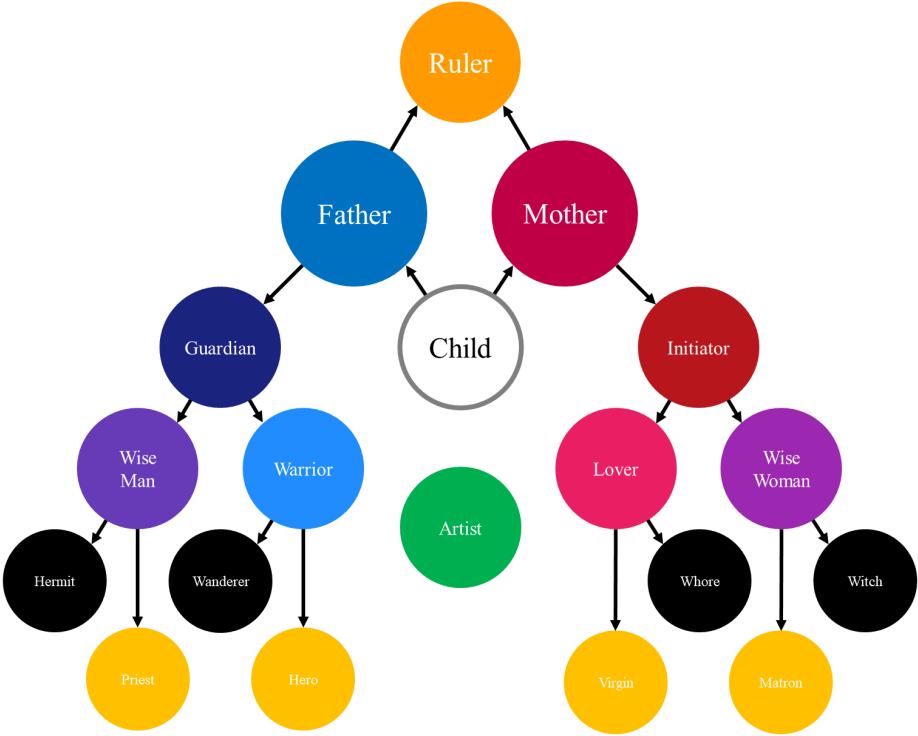 Ruler
Father
Mother
Guardian
Child
Initiator
Wise
Man
Warrior
Lover
Wise
Woman
Artist
Hermit
Wanderer
Whore
Witch
Priest
Hero
Virgin
Matron